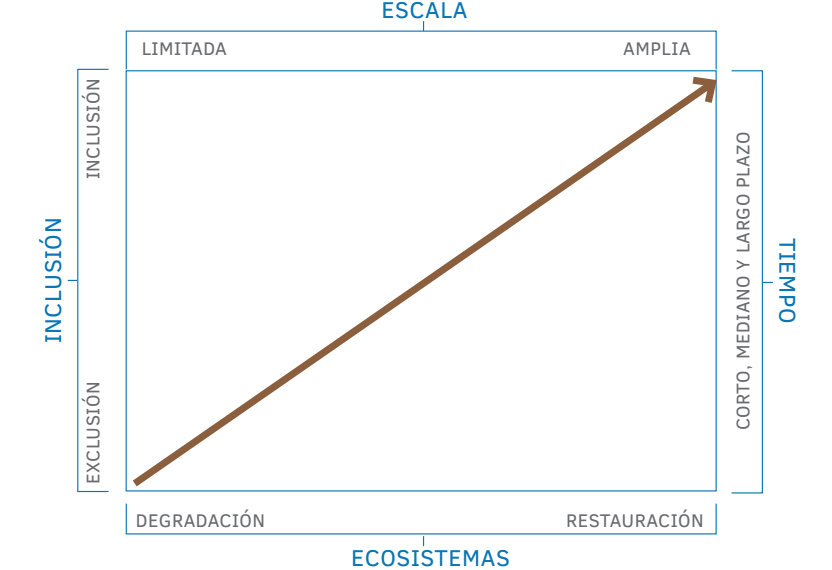 ESCALA
LIMITADA
AMPLIA
INCLUSIÓN
INCLUSIÓN
EXCLUSIÓN
CORTO, MEDIANO Y LARGO PLAZO
TIEMPO
DEGRADACIÓN
RESTAURACIÓN
ECOSISTEMAS